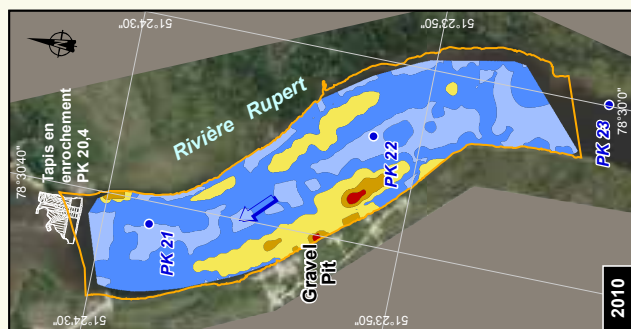 51°24'30"
51°23'50"
78°30'40"
Tapis en
enrochement
PK 20,4
Rivière Rupert
PK 21
PK 22
PK 23
78°30'0"
Gravel
Pit
51°24'30"
51°23'50"
2010